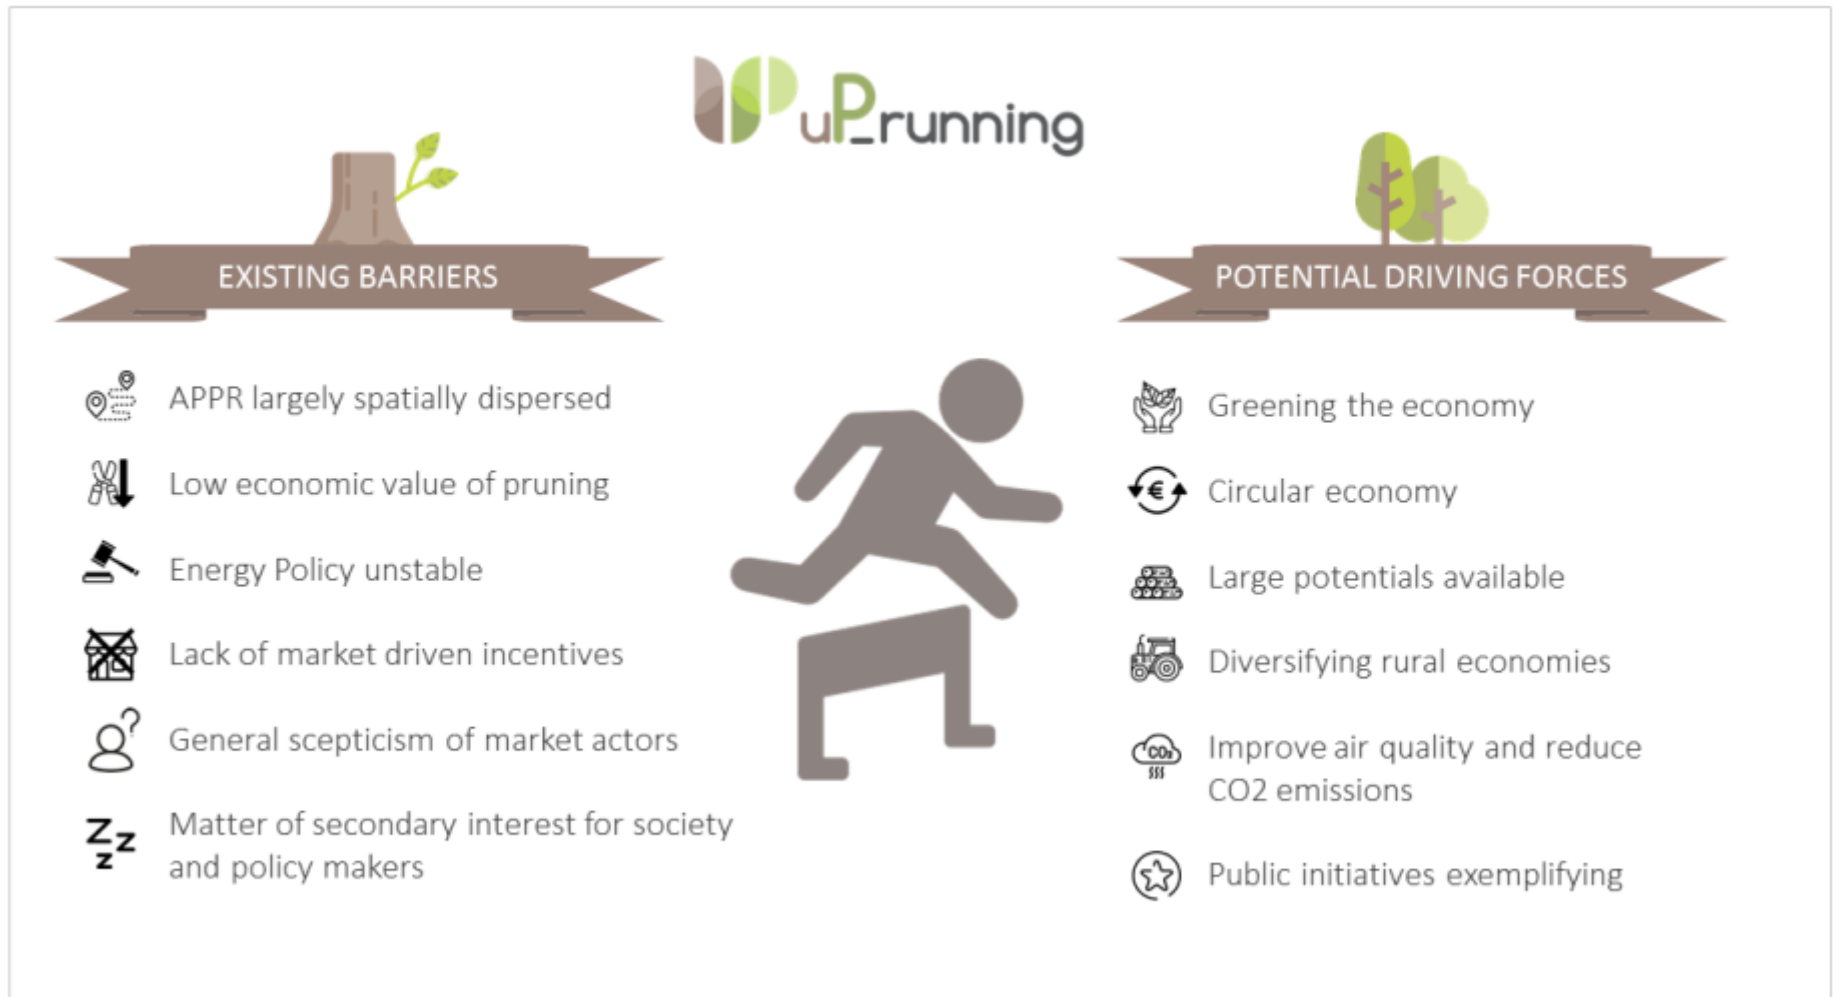 uP_running
EXISTING BARRIERS
APPR largely spatially dispersed
Low economic value of pruning
Energy Policy unstable
Lack of market driven incentives
General scepticism of market actors
Zzz
Matter of secondary interest for society
and policy makers
POTENTIAL DRIVING FORCES
Greening the economy
€
Circular economy
Large potentials available
Diversifying rural economies
CO₂
Improve air quality and reduce
CO2 emissions
Public initiatives exemplifying